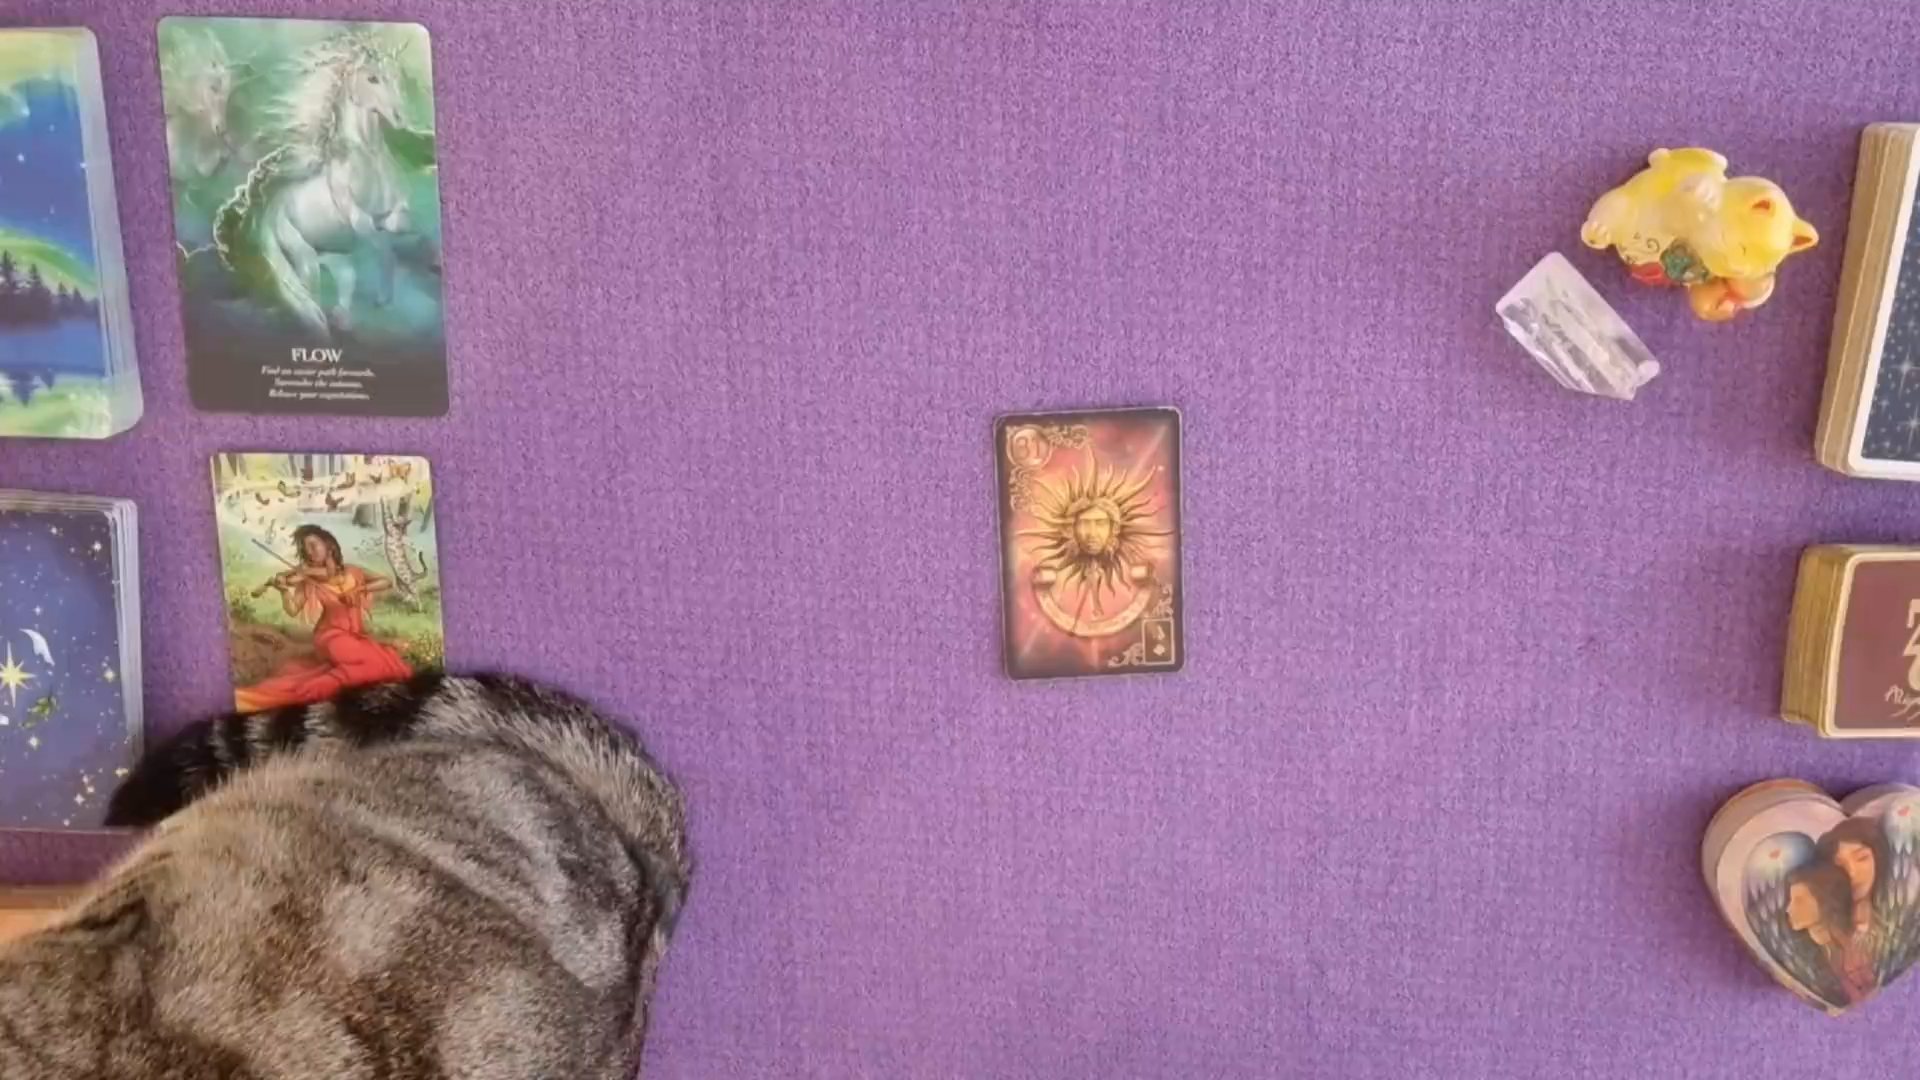 FLOW
Find an easier path forwards.
Surrender the outcome.
Release your expectations.
31